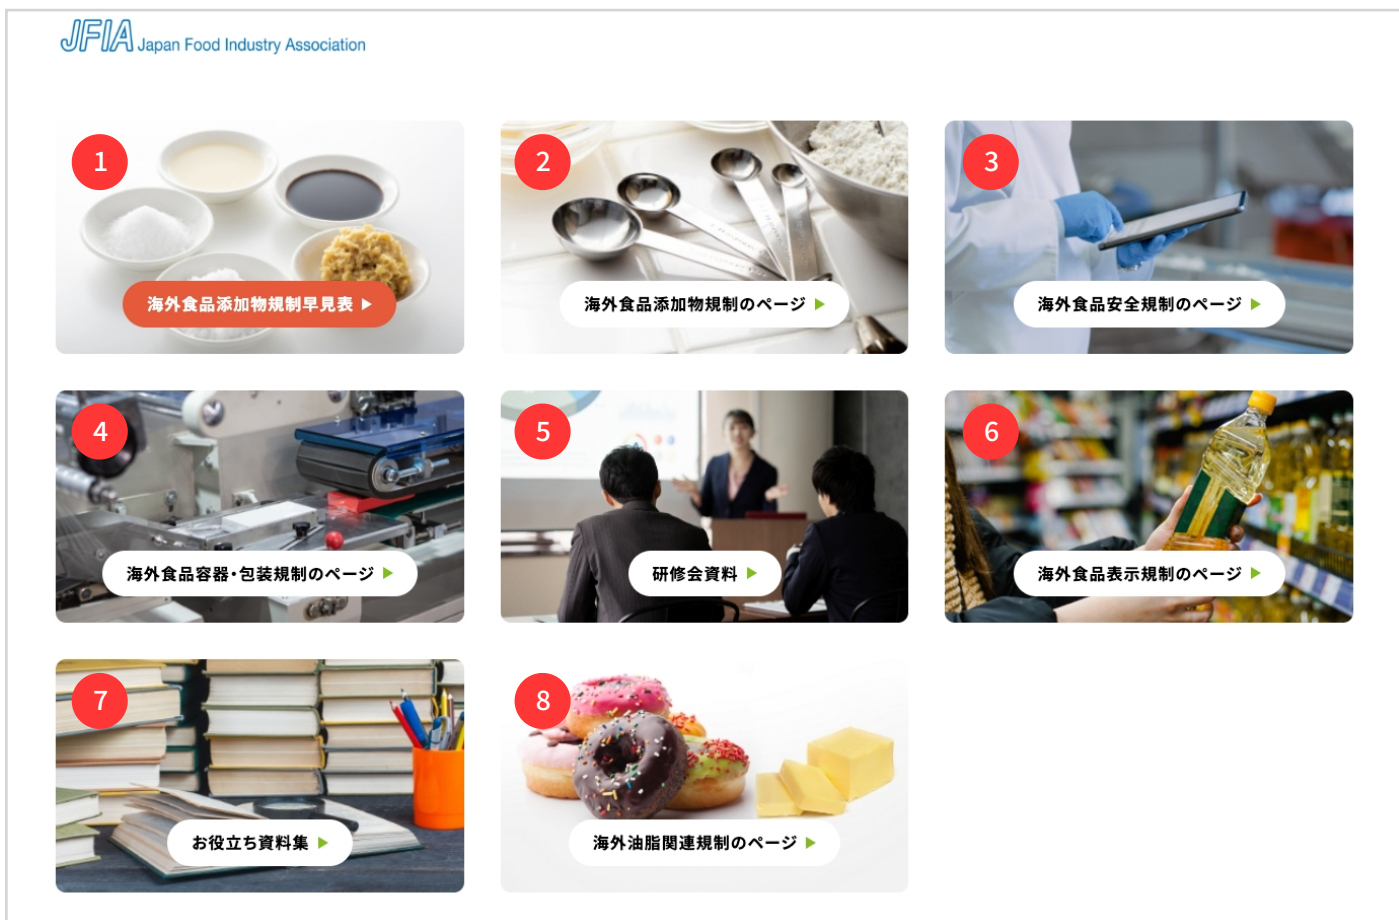 JFIA Japan Food Industry Association
1
海外食品添加物規制早見表
2
海外食品添加物規制のページ
3
海外食品安全規制のページ
4
海外食品容器・包装規制のページ
5
研修会資料
6
海外食品表示規制のページ
7
お役立ち資料集
8
海外油脂関連規制のページ